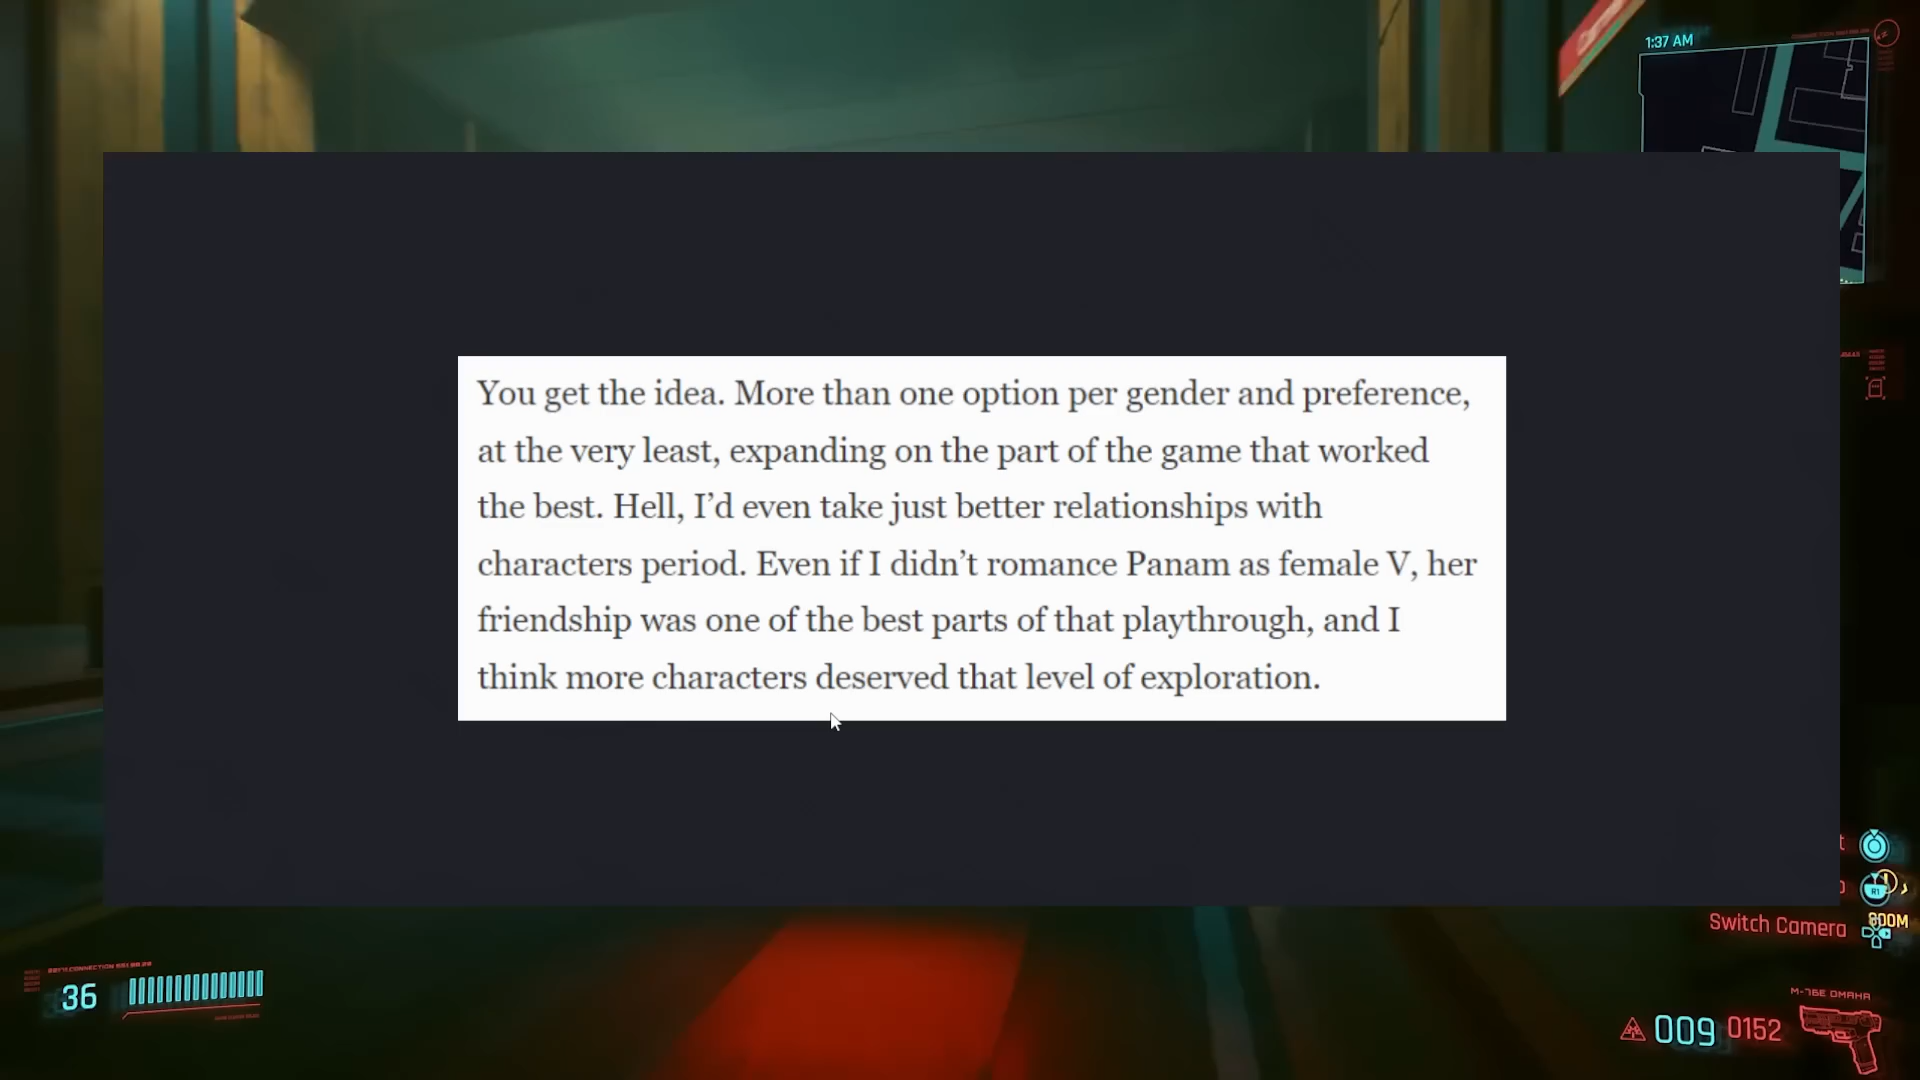 1:37 AM
You get the idea. More than one option per gender and preference,
at the very least, expanding on the part of the game that worked
the best. Hell, I’d even take just better relationships with
characters period. Even if I didn’t romance Panam as female V, her
friendship was one of the best parts of that playthrough, and I
think more characters deserved that level of exploration.
R1
Switch Camera
800M
36
M-76E OMAHA
009 0152